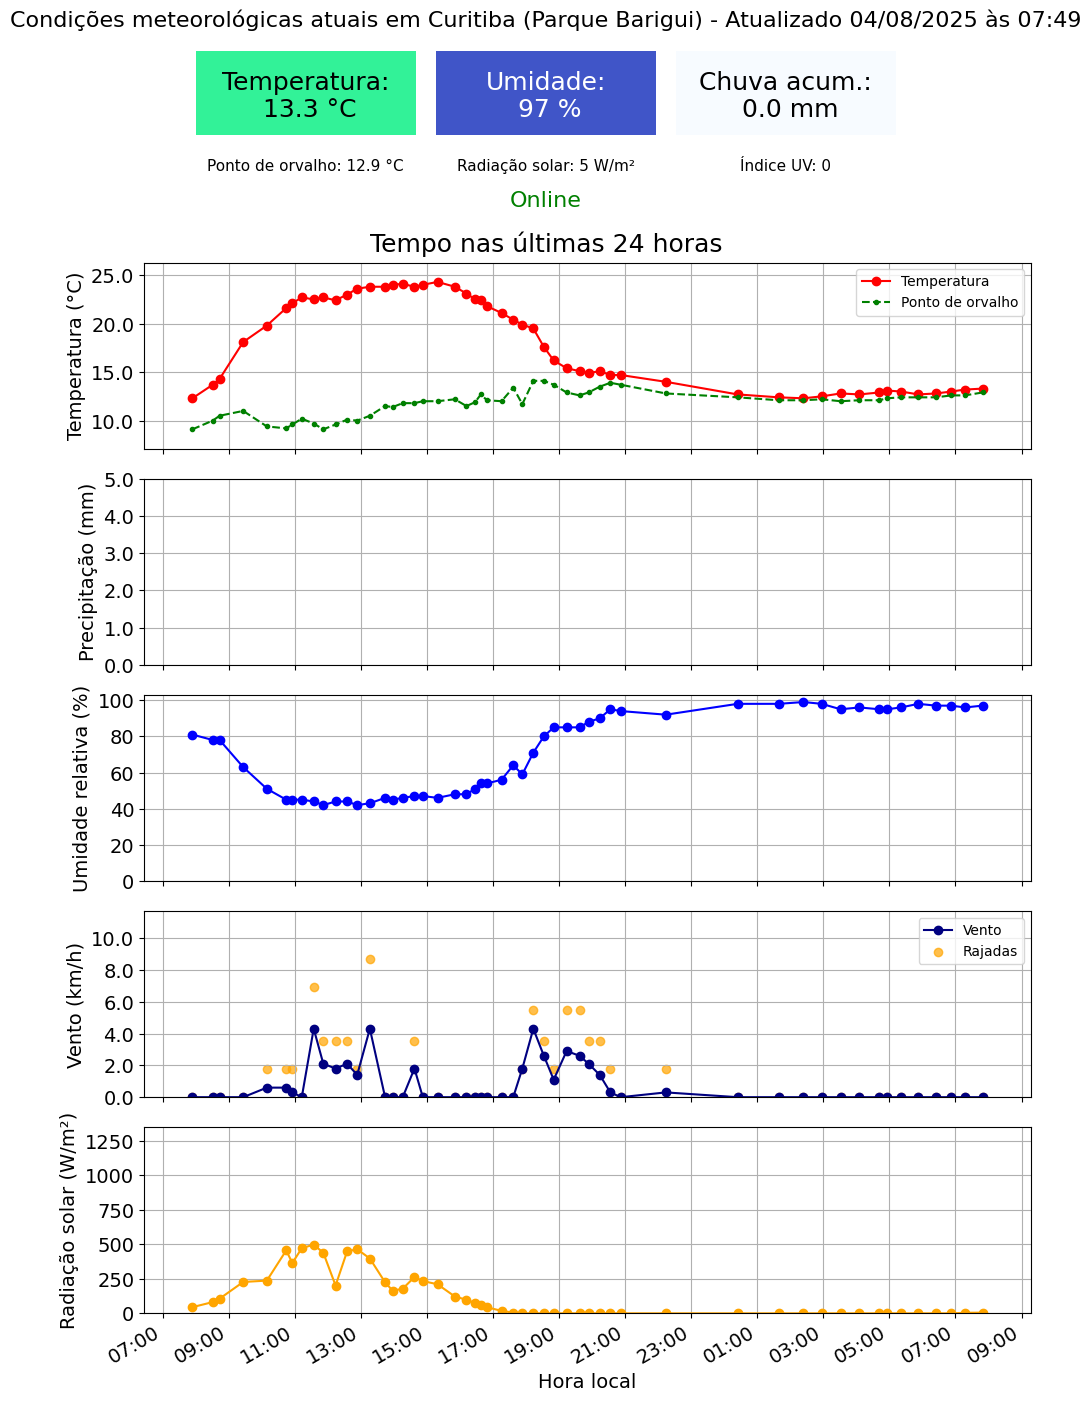 Condições meteorológicas atuais em Curitiba (Parque Barigui) - Atualizado 04/08/2025 às 07:49
Temperatura:
13.3 °C
Umidade:
97 %
Chuva acum.:
0.0 mm
Ponto de orvalho: 12.9 °C
Radiação solar: 5 W/m²
Índice UV: 0
Online
Tempo nas últimas 24 horas
Temperatura (°C)
25.0
20.0
15.0
10.0
Temperatura
Ponto de orvalho
Precipitação (mm)
5.0
4.0
3.0
2.0
1.0
0.0
Umidade relativa (%)
100
80
60
40
20
0
Vento (km/h)
10.0
8.0
6.0
4.0
2.0
0.0
Vento
Rajadas
Radiação solar (W/m²)
1250
1000
750
500
250
0
07:00
09:00
11:00
13:00
15:00
17:00
19:00
21:00
23:00
01:00
03:00
05:00
07:00
09:00
Hora local